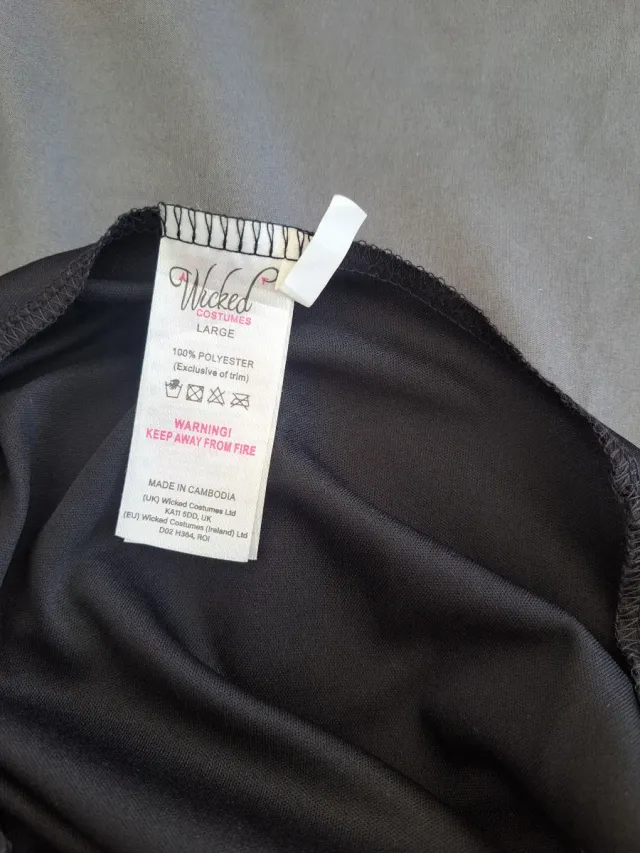 Wicked
COSTUMES
LARGE
100% POLYESTER
(Exclusive of trim)
WARNING!
KEEP AWAY FROM FIRE
MADE IN CAMBODIA
(UK) Wicked Costumes Ltd
KA11 5DD, UK
(EU) Wicked Costumes (Ireland) Ltd
D02 H364, ROI